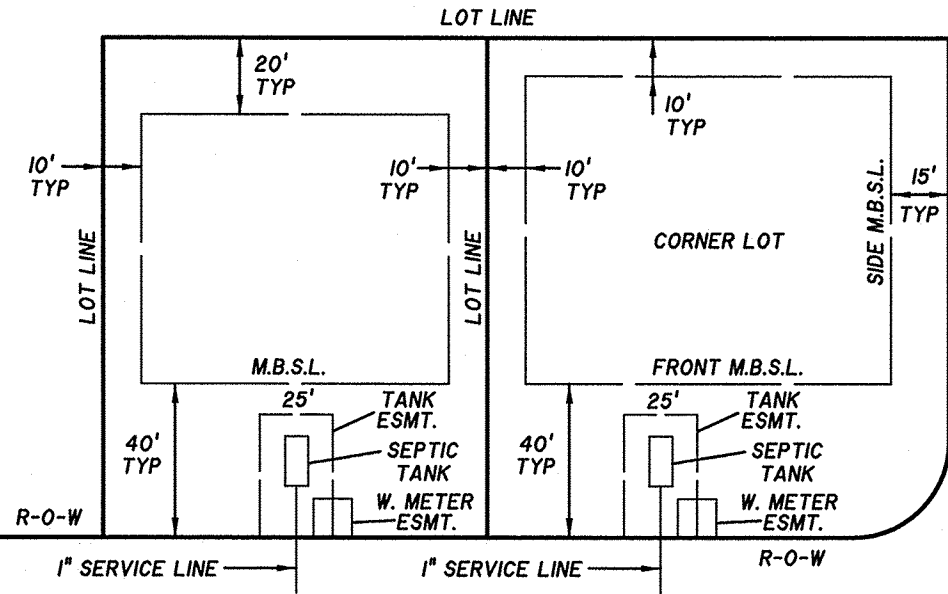 LOT LINE
20'
TYP
10'
TYP
10'
TYP
10'
TYP
10'
TYP
15'
TYP
LOT LINE
LOT LINE
SIDE M.B.S.L.
CORNER LOT
M.B.S.L.
FRONT M.B.S.L.
25'
TANK
ESMT.
25'
TANK
ESMT.
40'
TYP
SEPTIC
TANK
40'
TYP
SEPTIC
TANK
R-O-W
W. METER
ESMT.
W. METER
ESMT.
1" SERVICE LINE
1" SERVICE LINE
R-O-W